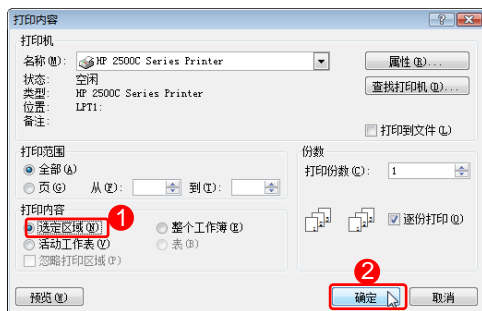 打印内容
打印机
名称(M): HP 2500C Series Printer
属性(R)...
状态: 空闲
类型: HP 2500C Series Printer
查找打印机(D)...
位置: LPT1:
备注:
打印到文件(L)
打印范围
全部(A)
页(G) 从(F): 到(T):
份数
打印份数(C): 1
逐份打印(O)
打印内容
1
选定区域(N) 整个工作簿(E)
活动工作表(V) 表(B)
忽略打印区域(P)
2
预览(W) 确定 取消